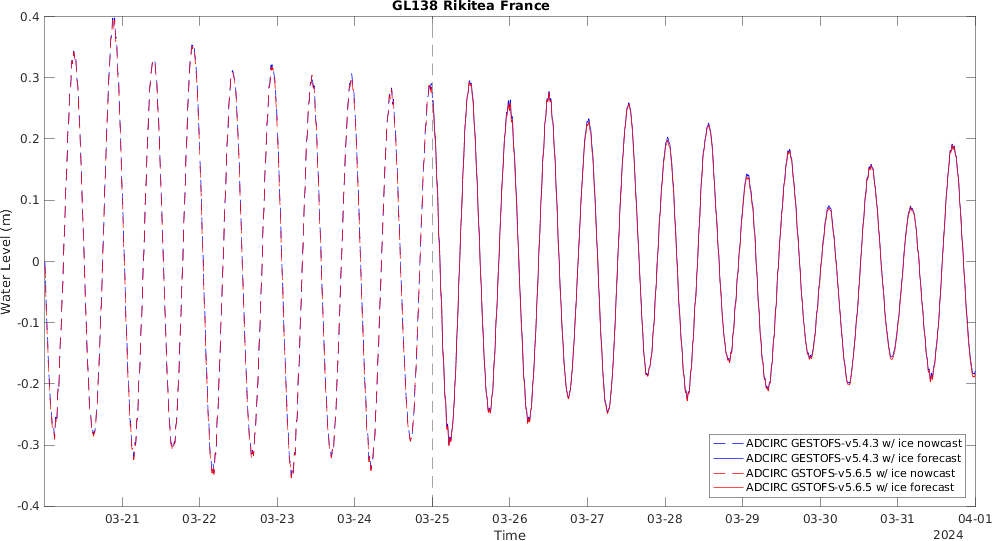 GL138 Rikitea France
0.4
0.3
0.2
0.1
0
-0.1
-0.2
-0.3
-0.4
Water Level (m)
ADCIRC GESTOFS-v5.4.3 w/ ice nowcast
ADCIRC GESTOFS-v5.4.3 w/ ice forecast
ADCIRC GSTOFS-v5.6.5 w/ ice nowcast
ADCIRC GSTOFS-v5.6.5 w/ ice forecast
03-21 03-22 03-23 03-24 03-25 03-26 03-27 03-28 03-29 03-30 03-31 04-01
Time
2024